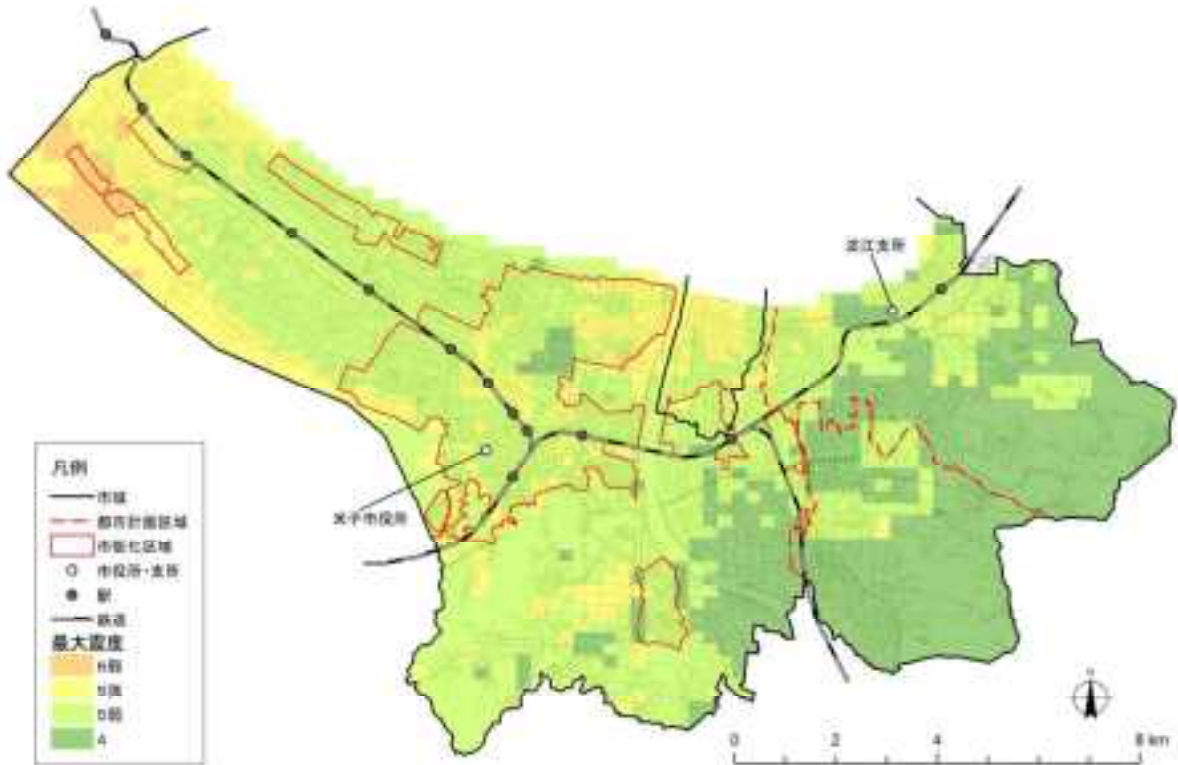 淀江支所
米子市役所
凡例
市域
都市計画区域
市街化区域
市役所・支所
駅
鉄道
最大震度
6弱
5強
5弱
4
0 2 4 8 km